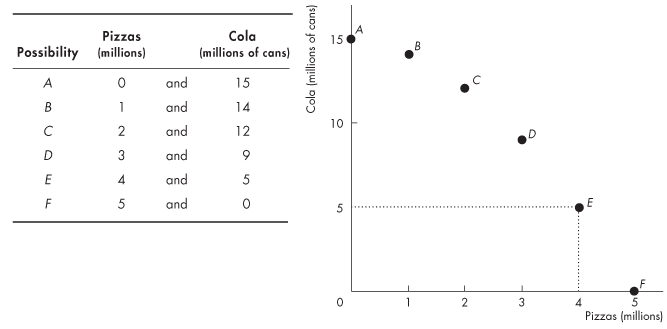 Possibility Pizzas (millions) Cola (millions of cans)
A 0 and 15
B 1 and 14
C 2 and 12
D 3 and 9
E 4 and 5
F 5 and 0
Cola (millions of cans)
15
10
5
0 1 2 3 4 5
Pizzas (millions)
A
B
C
D
E
F